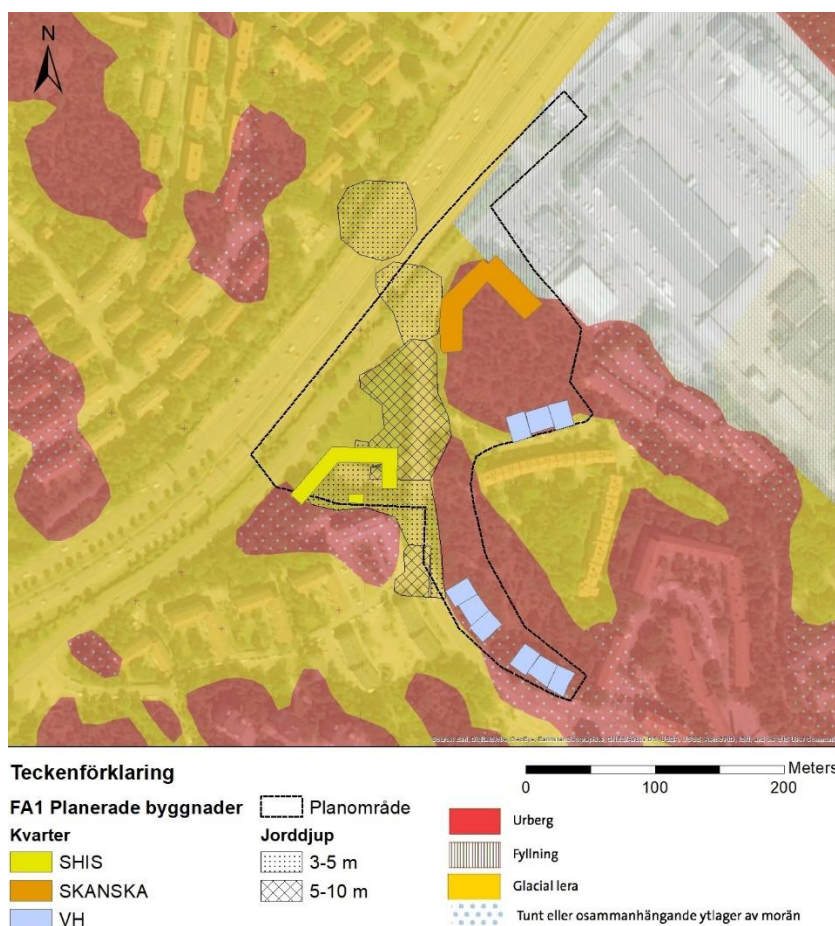 N
Teckenförklaring
FA1 Planerade byggnader
Kvarter
SHIS
SKANSKA
VH
Planområde
Jorddjup
3-5 m
5-10 m
Meters
0 100 200
Urberg
Fyllning
Glacial lera
Tunt eller osammanhängande ytlager av morän